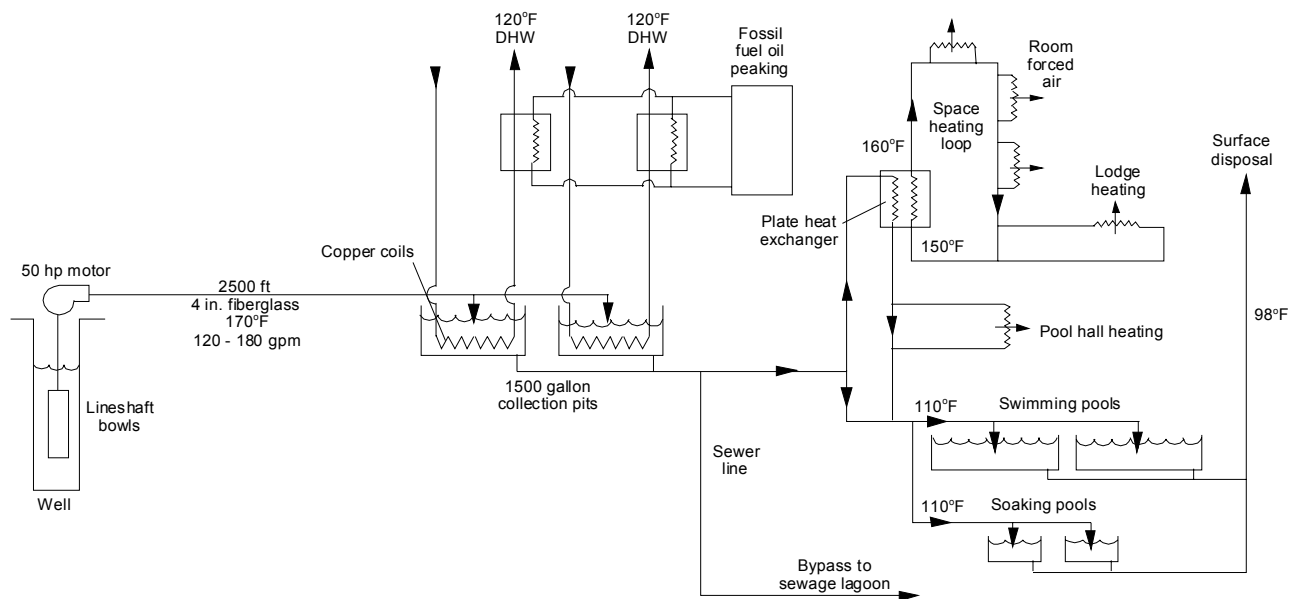 120°F
DHW
120°F
DHW
Fossil
fuel oil
peaking
Room
forced
air
Space
heating
loop
160°F
Surface
disposal
Lodge
heating
Plate heat
exchanger
150°F
Copper coils
50 hp motor
2500 ft
4 in. fiberglass
170°F
120 - 180 gpm
98°F
Pool hall heating
1500 gallon
collection pits
Lineshaft
bowls
110°F
Swimming pools
Sewer
line
Well
110°F
Soaking pools
Bypass to
sewage lagoon